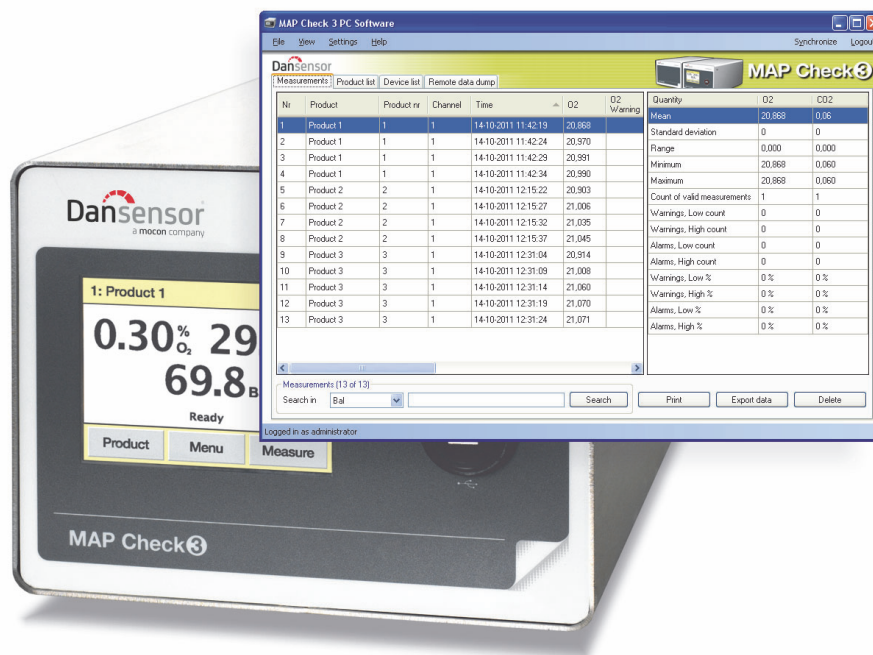 MAP Check 3 PC Software
File View Settings Help Synchronize Logout
Dansensor
MAP Check 3
Measurements Product list Device list Remote data dump
Nr Product Product nr Channel Time O2 O2 Warning
1 Product 1 1 1 14-10-2011 11:42:19 20,868
2 Product 1 1 1 14-10-2011 11:42:24 20,970
3 Product 1 1 1 14-10-2011 11:42:29 20,991
4 Product 1 1 1 14-10-2011 11:42:34 20,990
5 Product 2 2 1 14-10-2011 12:15:22 20,903
6 Product 2 2 1 14-10-2011 12:15:27 21,006
7 Product 2 2 1 14-10-2011 12:15:32 21,035
8 Product 2 2 1 14-10-2011 12:15:37 21,045
9 Product 3 3 1 14-10-2011 12:31:04 20,914
10 Product 3 3 1 14-10-2011 12:31:09 21,008
11 Product 3 3 1 14-10-2011 12:31:14 21,060
12 Product 3 3 1 14-10-2011 12:31:19 21,070
13 Product 3 3 1 14-10-2011 12:31:24 21,071
Quantity O2 CO2
Mean 20,868 0,06
Standard deviation 0 0
Range 0,000 0,000
Minimum 20,868 0,060
Maximum 20,868 0,060
Count of valid measurements 1 1
Warnings, Low count 0 0
Warnings, High count 0 0
Alarms, Low count 0 0
Alarms, High count 0 0
Warnings, Low % 0 % 0 %
Warnings, High % 0 % 0 %
Alarms, Low % 0 % 0 %
Alarms, High % 0 % 0 %
Measurements (13 of 13)
Search in Bal Search Print Export data Delete
Logged in as administrator
Dansensor
a mocon company
1: Product 1
0.30 % O₂ 29
69.8 B
Ready
Product Menu Measure
MAP Check 3